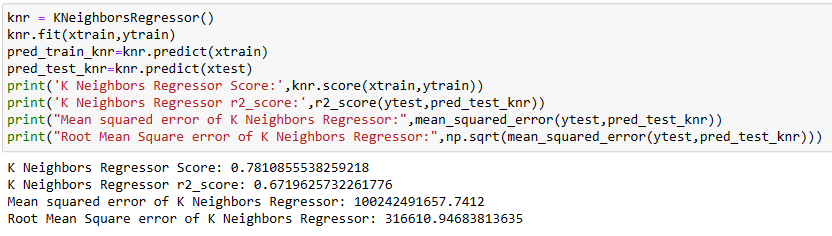 knr = KNeighborsRegressor()
knr.fit(xtrain,ytrain)
pred_train_knr=knr.predict(xtrain)
pred_test_knr=knr.predict(xtest)
print('K Neighbors Regressor Score:',knr.score(xtrain,ytrain))
print('K Neighbors Regressor r2_score:',r2_score(ytest,pred_test_knr))
print("Mean squared error of K Neighbors Regressor:",mean_squared_error(ytest,pred_test_knr))
print("Root Mean Square error of K Neighbors Regressor:",np.sqrt(mean_squared_error(ytest,pred_test_knr)))
K Neighbors Regressor Score: 0.7810855538259218
K Neighbors Regressor r2_score: 0.6719625732261776
Mean squared error of K Neighbors Regressor: 100242491657.7412
Root Mean Square error of K Neighbors Regressor: 316610.94683813635